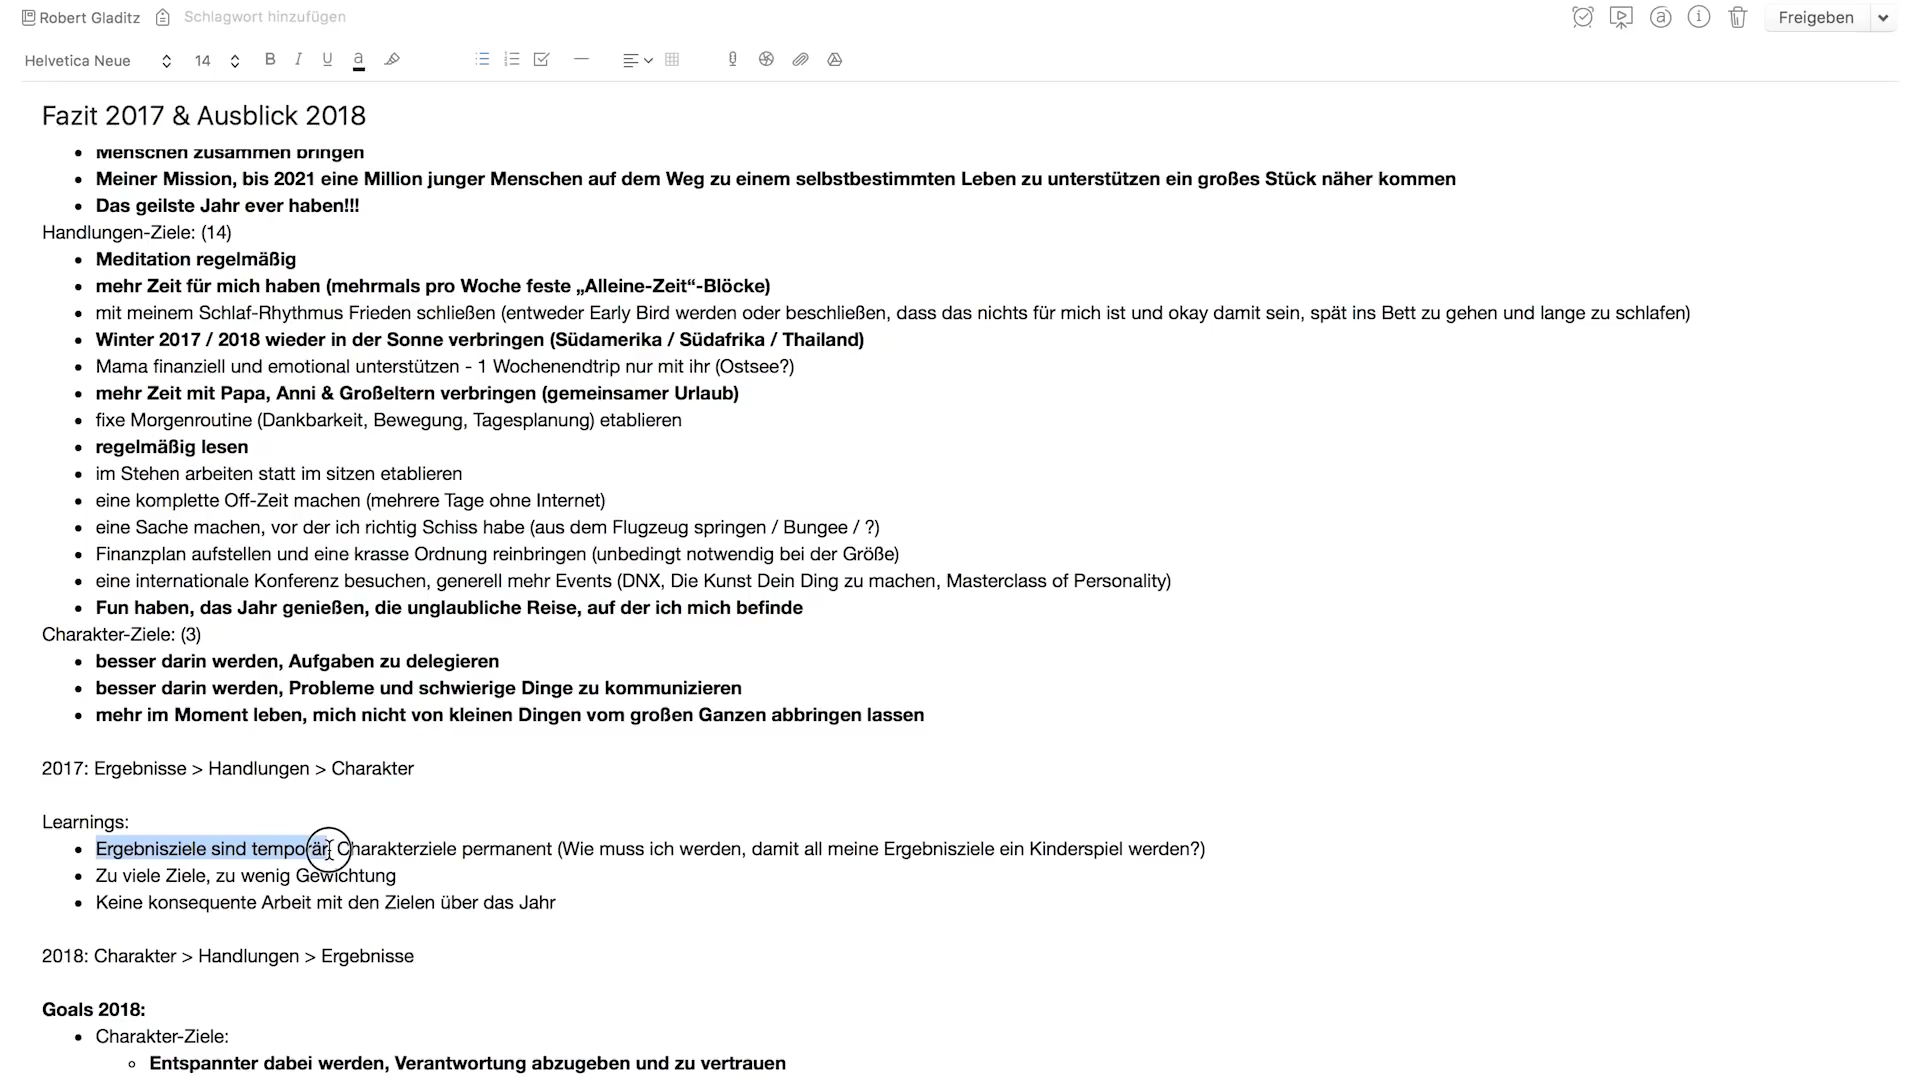 Robert Gladitz Schlagwort hinzufügen Freigeben
Helvetica Neue 14 B I U a
Fazit 2017 & Ausblick 2018
Menschen zusammen bringen
Meiner Mission, bis 2021 eine Million junger Menschen auf dem Weg zu einem selbstbestimmten Leben zu unterstützen ein großes Stück näher kommen
Das geilste Jahr ever haben!!!
Handlungen-Ziele: (14)
Meditation regelmäßig
mehr Zeit für mich haben (mehrmals pro Woche feste „Alleine-Zeit“-Blöcke)
mit meinem Schlaf-Rhythmus Frieden schließen (entweder Early Bird werden oder beschließen, dass das nichts für mich ist und okay damit sein, spät ins Bett zu gehen und lange zu schlafen)
Winter 2017 / 2018 wieder in der Sonne verbringen (Südamerika / Südafrika / Thailand)
Mama finanziell und emotional unterstützen - 1 Wochenendtrip nur mit ihr (Ostsee?)
mehr Zeit mit Papa, Anni & Großeltern verbringen (gemeinsamer Urlaub)
fixe Morgenroutine (Dankbarkeit, Bewegung, Tagesplanung) etablieren
regelmäßig lesen
im Stehen arbeiten statt im sitzen etablieren
eine komplette Off-Zeit machen (mehrere Tage ohne Internet)
eine Sache machen, vor der ich richtig Schiss habe (aus dem Flugzeug springen / Bungee / ?)
Finanzplan aufstellen und eine krasse Ordnung reinbringen (unbedingt notwendig bei der Größe)
eine internationale Konferenz besuchen, generell mehr Events (DNX, Die Kunst Dein Ding zu machen, Masterclass of Personality)
Fun haben, das Jahr genießen, die unglaubliche Reise, auf der ich mich befinde
Charakter-Ziele: (3)
besser darin werden, Aufgaben zu delegieren
besser darin werden, Probleme und schwierige Dinge zu kommunizieren
mehr im Moment leben, mich nicht von kleinen Dingen vom großen Ganzen abbringen lassen
2017: Ergebnisse > Handlungen > Charakter
Learnings:
Ergebnisziele sind temporär, Charakterziele permanent (Wie muss ich werden, damit all meine Ergebnisziele ein Kinderspiel werden?)
Zu viele Ziele, zu wenig Gewichtung
Keine konsequente Arbeit mit den Zielen über das Jahr
2018: Charakter > Handlungen > Ergebnisse
Goals 2018:
Charakter-Ziele:
Entspannter dabei werden, Verantwortung abzugeben und zu vertrauen